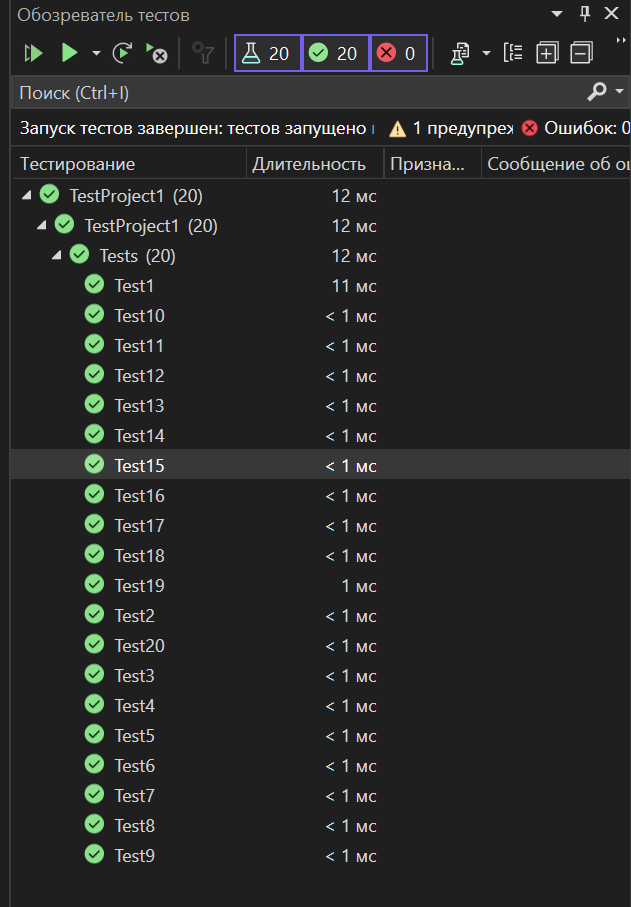 Обозреватель тестов
20 20 0
Поиск (Ctrl+I)
Запуск тестов завершен: тестов запущено 1 предупреж Ошибок: 0
Тестирование Длительность Призна... Сообщение об
TestProject1 (20) 12 мс
TestProject1 (20) 12 мс
Tests (20) 12 мс
Test1 11 мс
Test10 < 1 мс
Test11 < 1 мс
Test12 < 1 мс
Test13 < 1 мс
Test14 < 1 мс
Test15 < 1 мс
Test16 < 1 мс
Test17 < 1 мс
Test18 < 1 мс
Test19 1 мс
Test2 < 1 мс
Test20 < 1 мс
Test3 < 1 мс
Test4 < 1 мс
Test5 < 1 мс
Test6 < 1 мс
Test7 < 1 мс
Test8 < 1 мс
Test9 < 1 мс